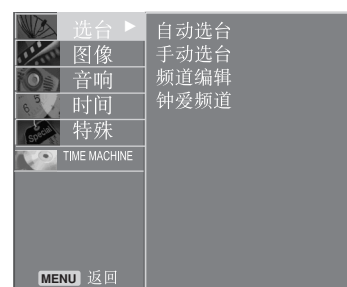 选台
图像
音响
时间
特殊
TIME MACHINE
MENU 返回
自动选台
手动选台
频道编辑
钟爱频道